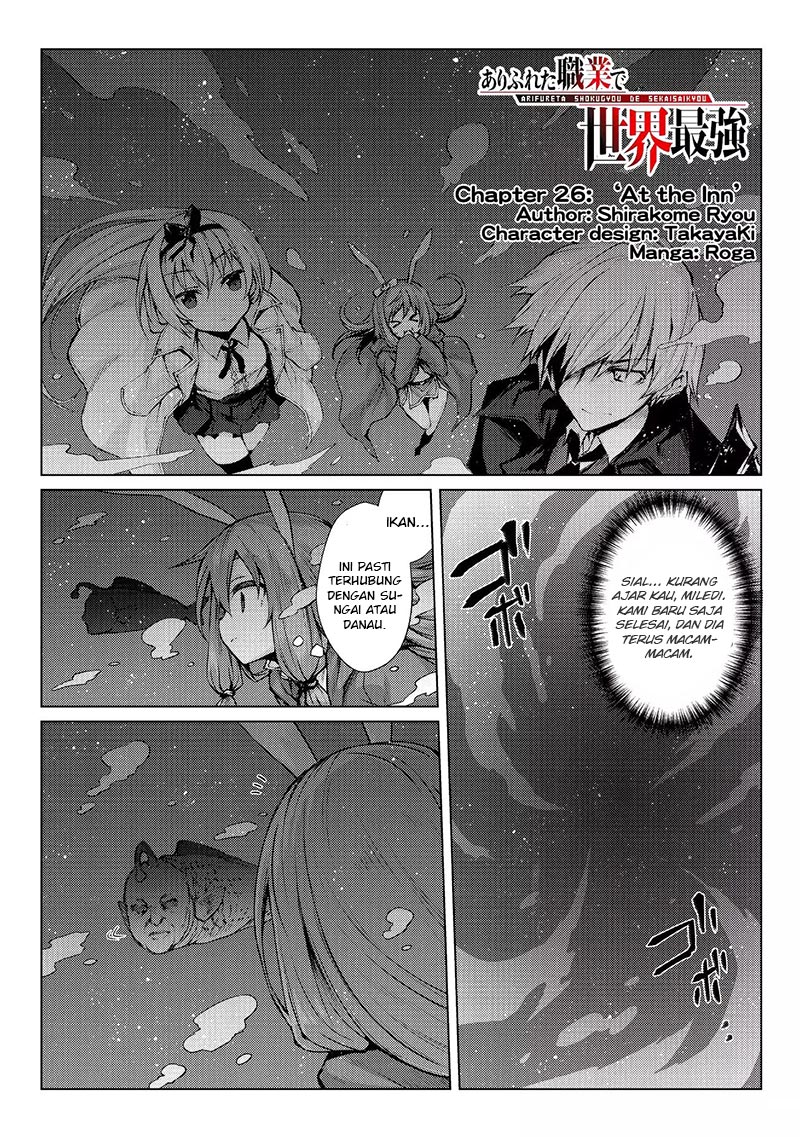 ありふれた職業で
ARIFURETA SHOKUGYOU DE SEKAISAIKYOU
世界最強
Chapter 26: 'At the Inn'
Author: Shirakome Ryou
Character design: TakayaKi
Manga: Roga
SIAL... KURANG
AJAR KAU, MILEDI.
KAMI BARU SAJA
SELESAI, DAN DIA
TERUS MACAM-
MACAM.
ゴボ
ゴボ
IKAN...
INI PASTI
TERHUBUNG
DENGAN SU-
NGAI ATAU
DANAU.